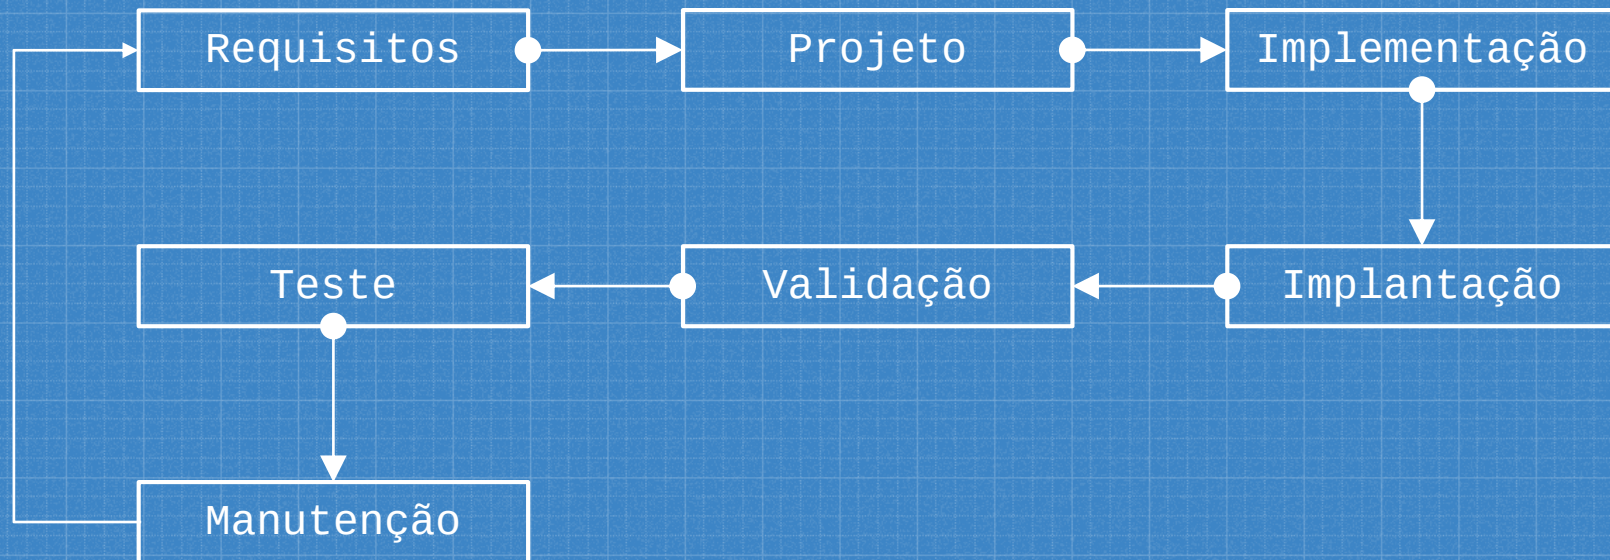 Requisitos
Projeto
Implementação
Teste
Validação
Implantação
Manutenção